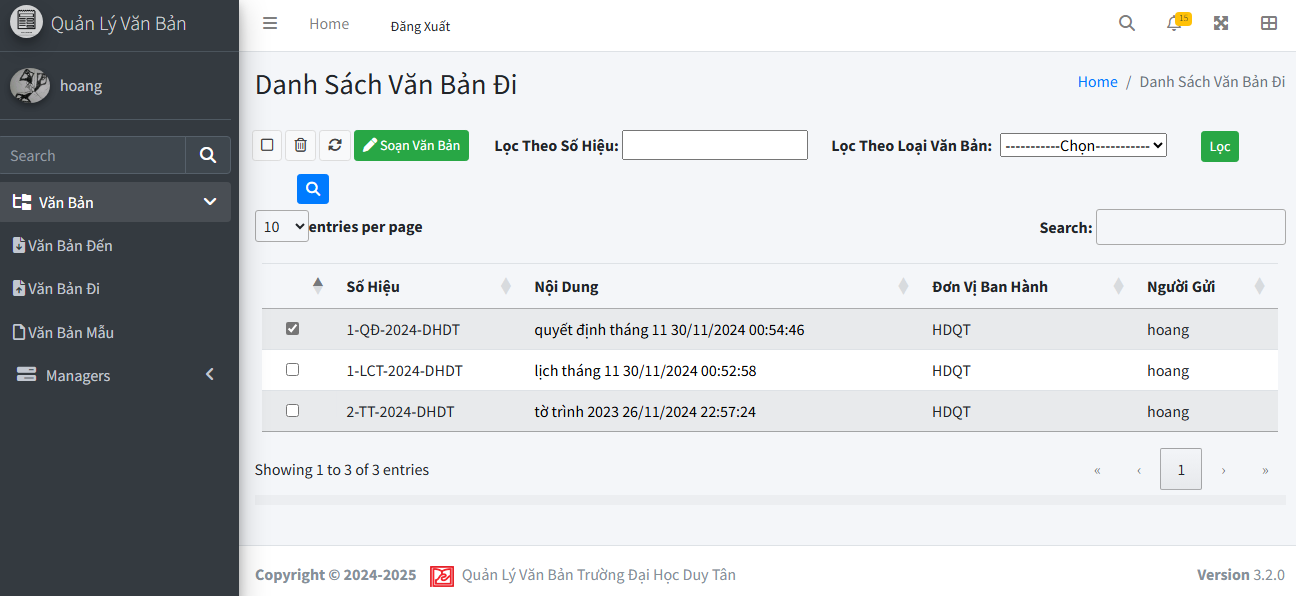 Quản Lý Văn Bản
Home Đăng Xuất 15
hoang
Danh Sách Văn Bản Đi
Home / Danh Sách Văn Bản Đi
Search
Soạn Văn Bản Lọc Theo Số Hiệu: Lọc Theo Loại Văn Bản: -----------Chọn----------- Lọc
Văn Bản
Văn Bản Đến
Văn Bản Đi
Văn Bản Mẫu
Managers
10 entries per page Search:
Số Hiệu Nội Dung Đơn Vị Ban Hành Người Gửi
1-QĐ-2024-DHDT quyết định tháng 11 30/11/2024 00:54:46 HDQT hoang
1-LCT-2024-DHDT lịch tháng 11 30/11/2024 00:52:58 HDQT hoang
2-TT-2024-DHDT tờ trình 2023 26/11/2024 22:57:24 HDQT hoang
Showing 1 to 3 of 3 entries « ‹ 1 › »
Copyright © 2024-2025 Quản Lý Văn Bản Trường Đại Học Duy Tân Version 3.2.0